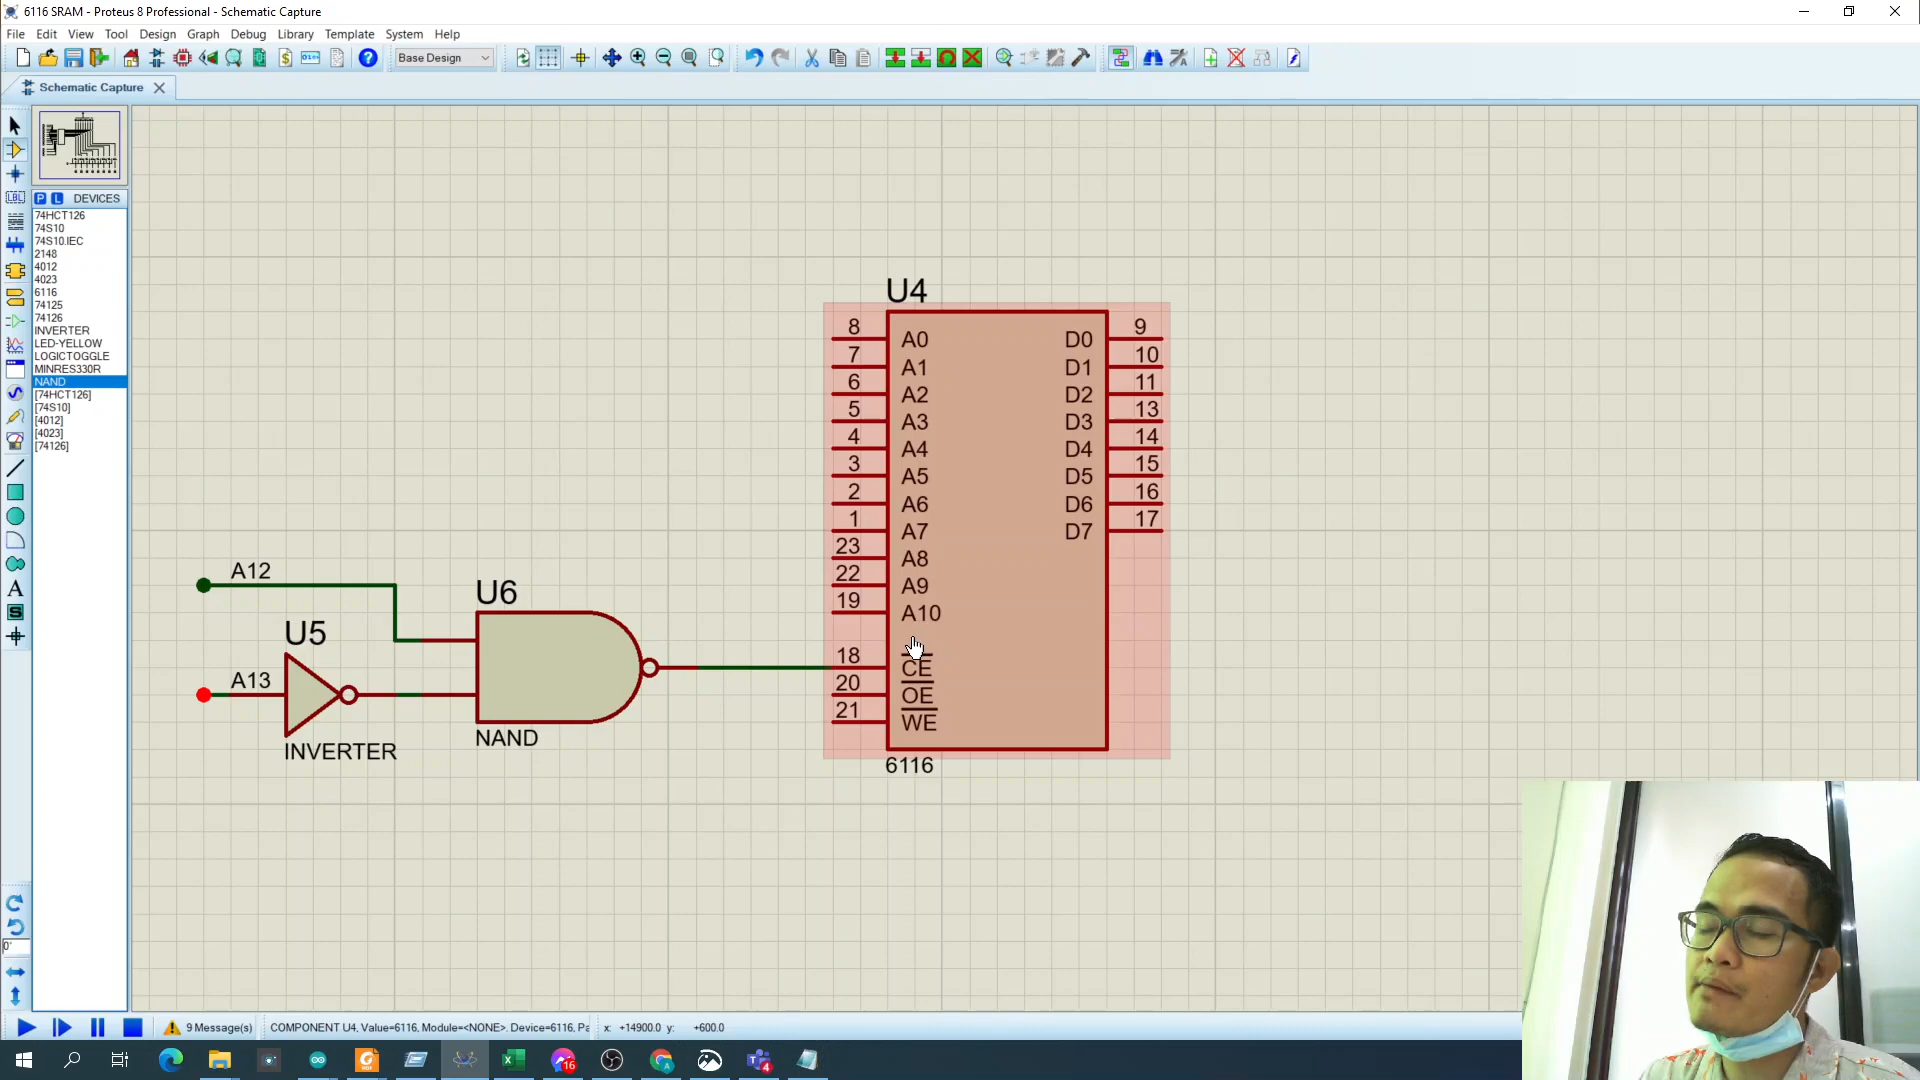 6116 SRAM - Proteus 8 Professional - Schematic Capture
File Edit View Tool Design Graph Debug Library Template System Help
Base Design
Schematic Capture
P L DEVICES
74HCT126
74S10
74S10.IEC
2148
4012
4023
6116
74125
74126
INVERTER
LED-YELLOW
LOGICTOGGLE
MINRES330R
NAND
[74HCT126]
[74S10]
[4012]
[4023]
[74126]
LBL
A
S
0°
U4
8 A0 D0 9
7 A1 D1 10
6 A2 D2 11
5 A3 D3 13
4 A4 D4 14
3 A5 D5 15
2 A6 D6 16
1 A7 D7 17
23 A8
22 A9
19 A10
18 CE
20 OE
21 WE
6116
A12
U6
U5
A13
NAND
INVERTER
9 Message(s) COMPONENT U4, Value=6116, Module=<NONE>, Device=6116, Pa x: +14900.0 y: +600.0
16
4